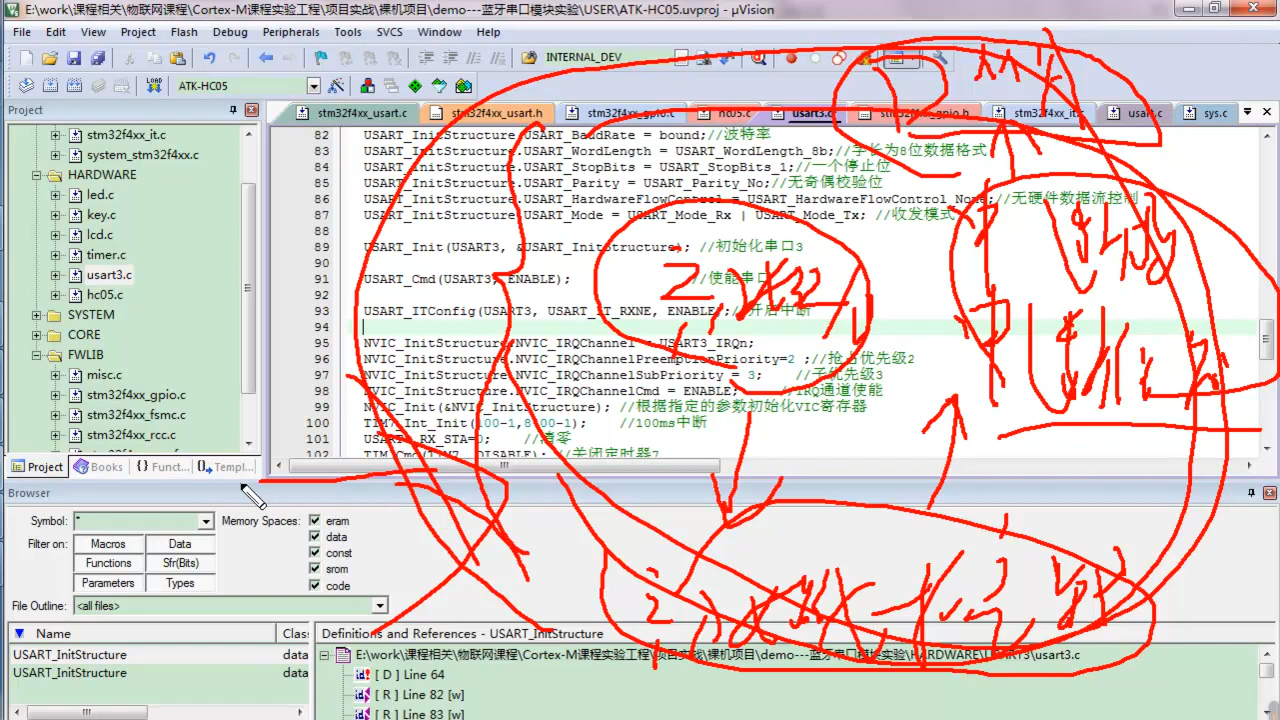 E:\work\课程相关\物联网课程\Cortex-M课程实验工程\项目实战\裸机项目\demo---蓝牙串口模块实验\USER\ATK-HC05.uvproj - µVision
File Edit View Project Flash Debug Peripherals Tools SVCS Window Help
INTERNAL_DEV
LOAD ATK-HC05
Project
stm32f4xx_usart.c stm32f4xx_usart.h stm32f4xx_gpio.c hc05.c usart3.c stm32f4xx_it. usart.c sys.c
stm32f4xx_it.c
system_stm32f4xx.c
HARDWARE
led.c
key.c
lcd.c
timer.c
usart3.c
hc05.c
SYSTEM
CORE
FWLIB
misc.c
stm32f4xx_gpio.c
stm32f4xx_fsmc.c
stm32f4xx_rcc.c
stm32f4xx_usart.c
82 USART_InitStructure.USART_BaudRate = bound;//波特率
83 USART_InitStructure.USART_WordLength = USART_WordLength_8b;//字长为8位数据格式
84 USART_InitStructure.USART_StopBits = USART_StopBits_1;//一个停止位
85 USART_InitStructure.USART_Parity = USART_Parity_No;//无奇偶校验位
86 USART_InitStructure.USART_HardwareFlowControl = USART_HardwareFlowControl_None;//无硬件数据流控制
87 USART_InitStructure.USART_Mode = USART_Mode_Rx | USART_Mode_Tx; //收发模式
88
89 USART_Init(USART3, &USART_InitStructure); //初始化串口3
90
91 USART_Cmd(USART3, ENABLE); //使能串口
92
93 USART_ITConfig(USART3, USART_IT_RXNE, ENABLE);//开启中断
94
95 NVIC_InitStructure.NVIC_IRQChannel = USART3_IRQn;
96 NVIC_InitStructure.NVIC_IRQChannelPreemptionPriority=2 ;//抢占优先级2
97 NVIC_InitStructure.NVIC_IRQChannelSubPriority = 3; //子优先级3
98 NVIC_InitStructure.NVIC_IRQChannelCmd = ENABLE; //IRQ通道使能
99 NVIC_Init(&NVIC_InitStructure); //根据指定的参数初始化VIC寄存器
100 TIM7_Int_Init(100-1,8400-1); //100ms中断
101 USART3_RX_STA=0; //清零
102 TIM_Cmd(TIM7, DISABLE); //关闭定时器7
Project Books Funct... Templ...
Browser
Symbol: *
Filter on: Macros Data
Functions Sfr(Bits)
Parameters Types
Memory Spaces: eram
data
const
srom
code
File Outline: <all files>
Name Class
USART_InitStructure data
USART_InitStructure data
Definitions and References - USART_InitStructure
E:\work\课程相关\物联网课程\Cortex-M课程实验工程\项目实战\裸机项目\demo---蓝牙串口模块实验\HARDWARE\USART3\usart3.c
[ D ] Line 64
[ R ] Line 82 [w]
[ R ] Line 83 [w]